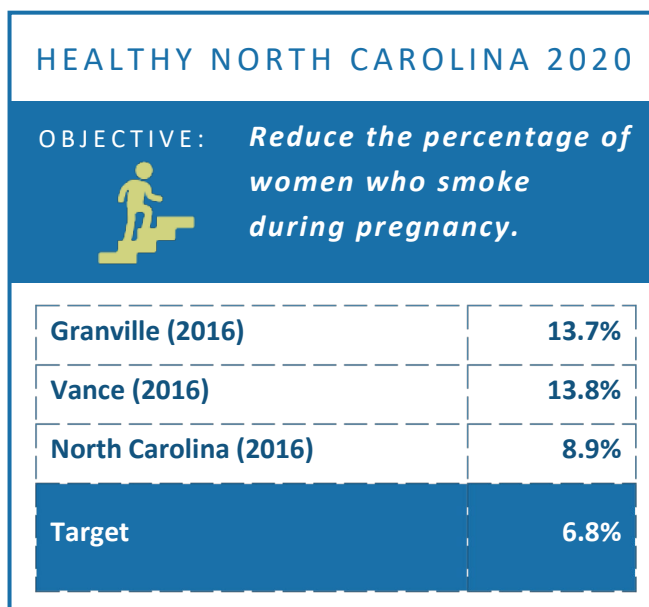 HEALTHY NORTH CAROLINA 2020
OBJECTIVE: Reduce the percentage of
women who smoke
during pregnancy.
Granville (2016) 13.7%
Vance (2016) 13.8%
North Carolina (2016) 8.9%
Target 6.8%